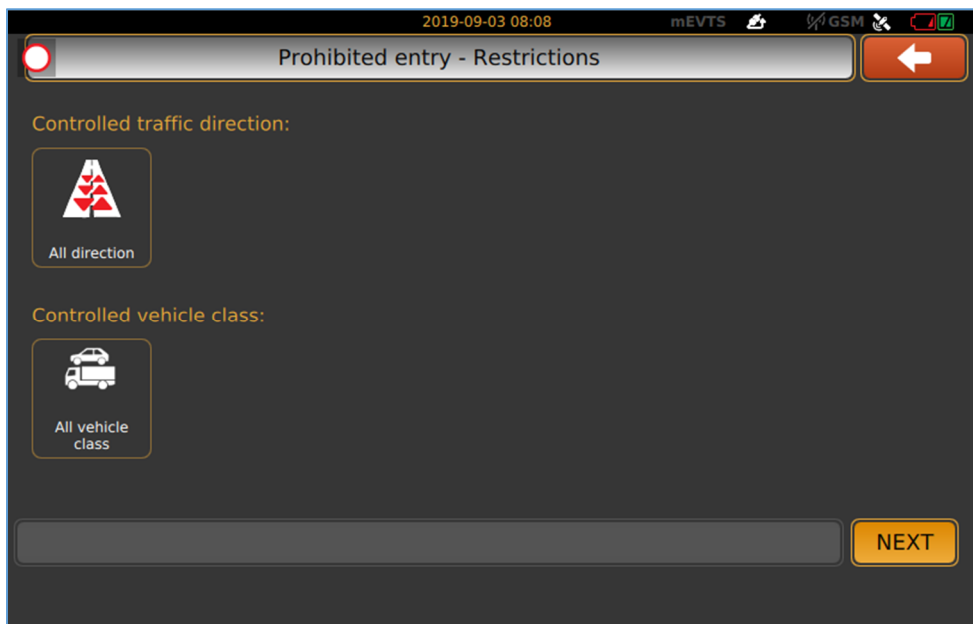 2019-09-03 08:08 mEVTS GSM
Prohibited entry - Restrictions
Controlled traffic direction:
All direction
Controlled vehicle class:
All vehicle
class
NEXT